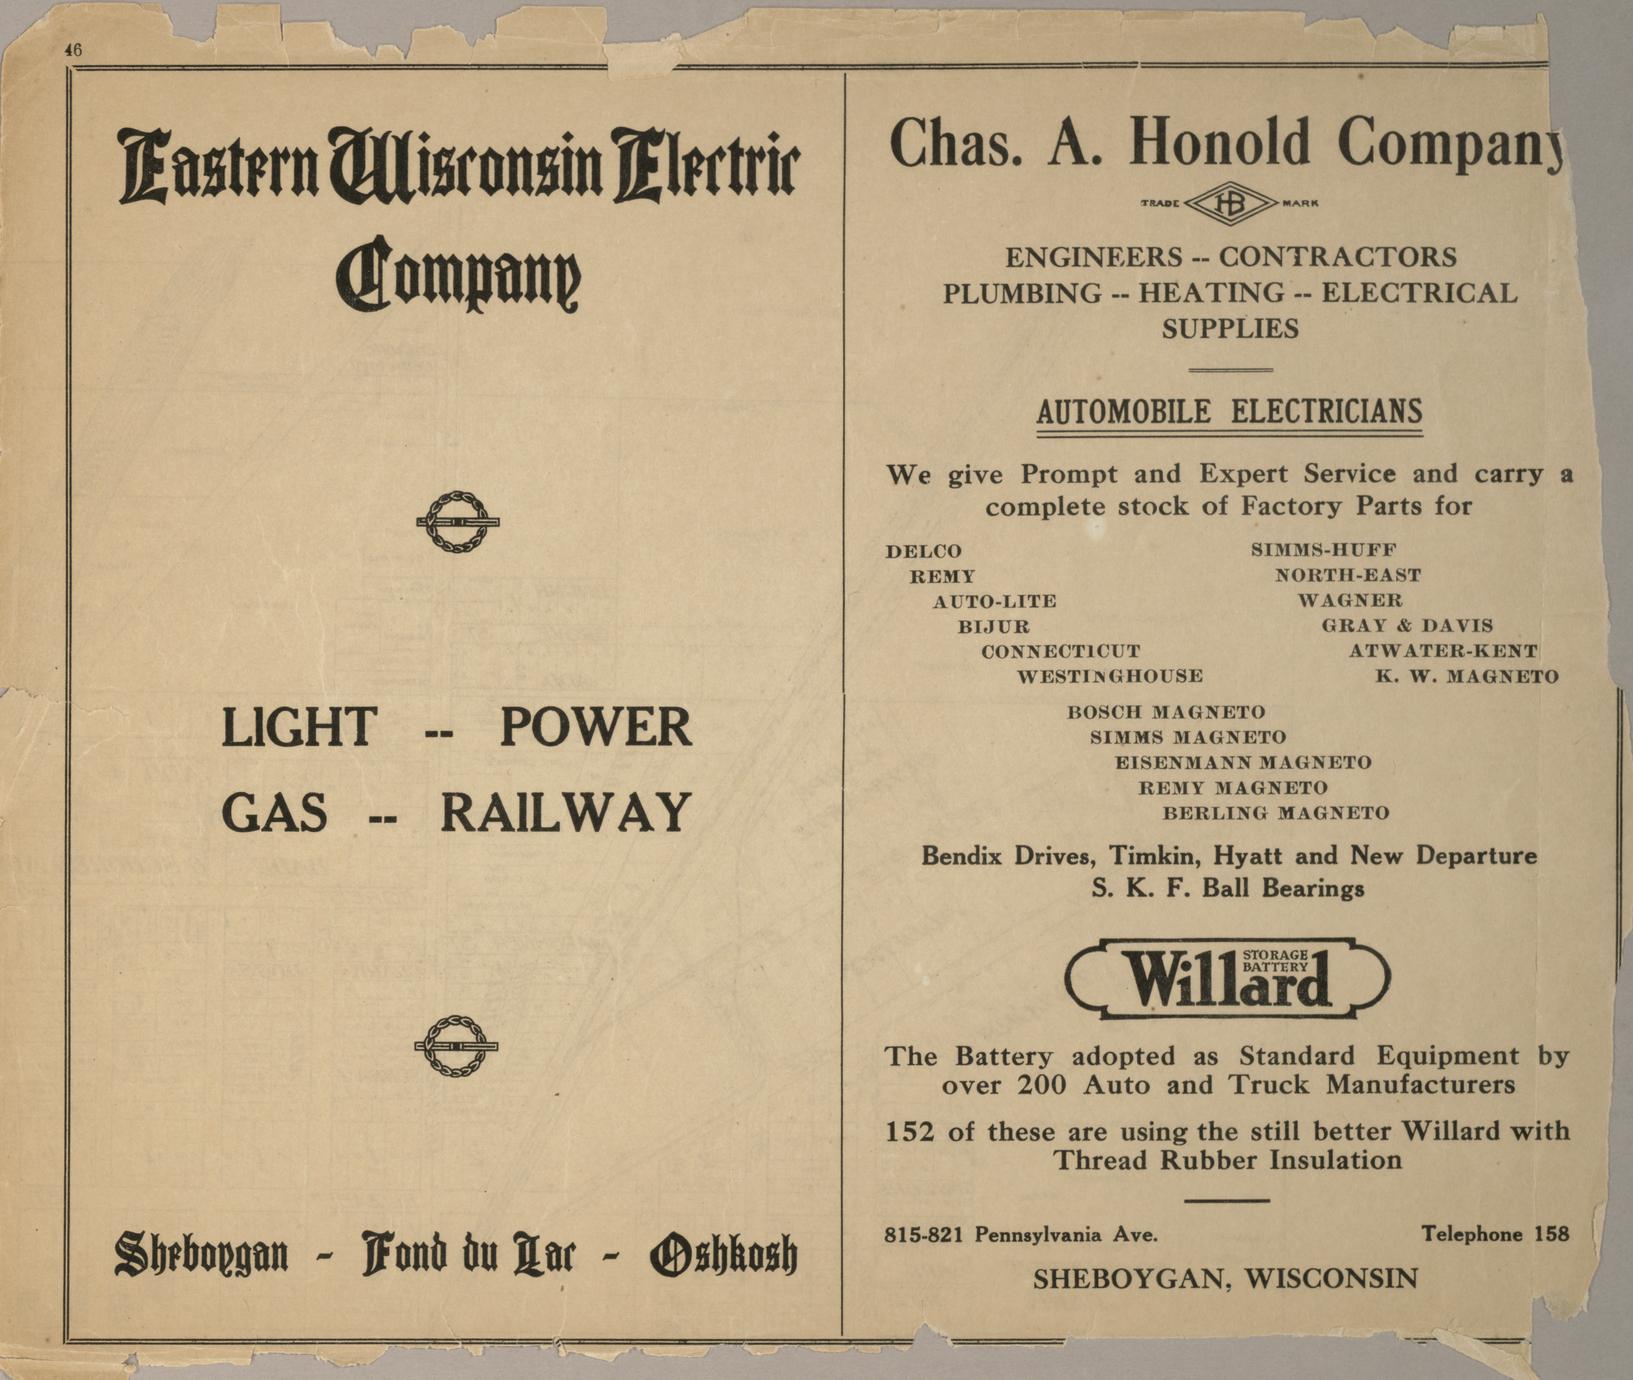 46
Eastern Wisconsin Electric
Company
LIGHT -- POWER
GAS -- RAILWAY
Sheboygan - Fond du Lac - Oshkosh
Chas. A. Honold Company
TRADE HB MARK
ENGINEERS -- CONTRACTORS
PLUMBING -- HEATING -- ELECTRICAL
SUPPLIES
AUTOMOBILE ELECTRICIANS
We give Prompt and Expert Service and carry a
complete stock of Factory Parts for
DELCO
REMY
AUTO-LITE
BIJUR
CONNECTICUT
WESTINGHOUSE
SIMMS-HUFF
NORTH-EAST
WAGNER
GRAY & DAVIS
ATWATER-KENT
K. W. MAGNETO
BOSCH MAGNETO
SIMMS MAGNETO
EISENMANN MAGNETO
REMY MAGNETO
BERLING MAGNETO
Bendix Drives, Timkin, Hyatt and New Departure
S. K. F. Ball Bearings
Willard STORAGE BATTERY
The Battery adopted as Standard Equipment by
over 200 Auto and Truck Manufacturers
152 of these are using the still better Willard with
Thread Rubber Insulation
815-821 Pennsylvania Ave. Telephone 158
SHEBOYGAN, WISCONSIN